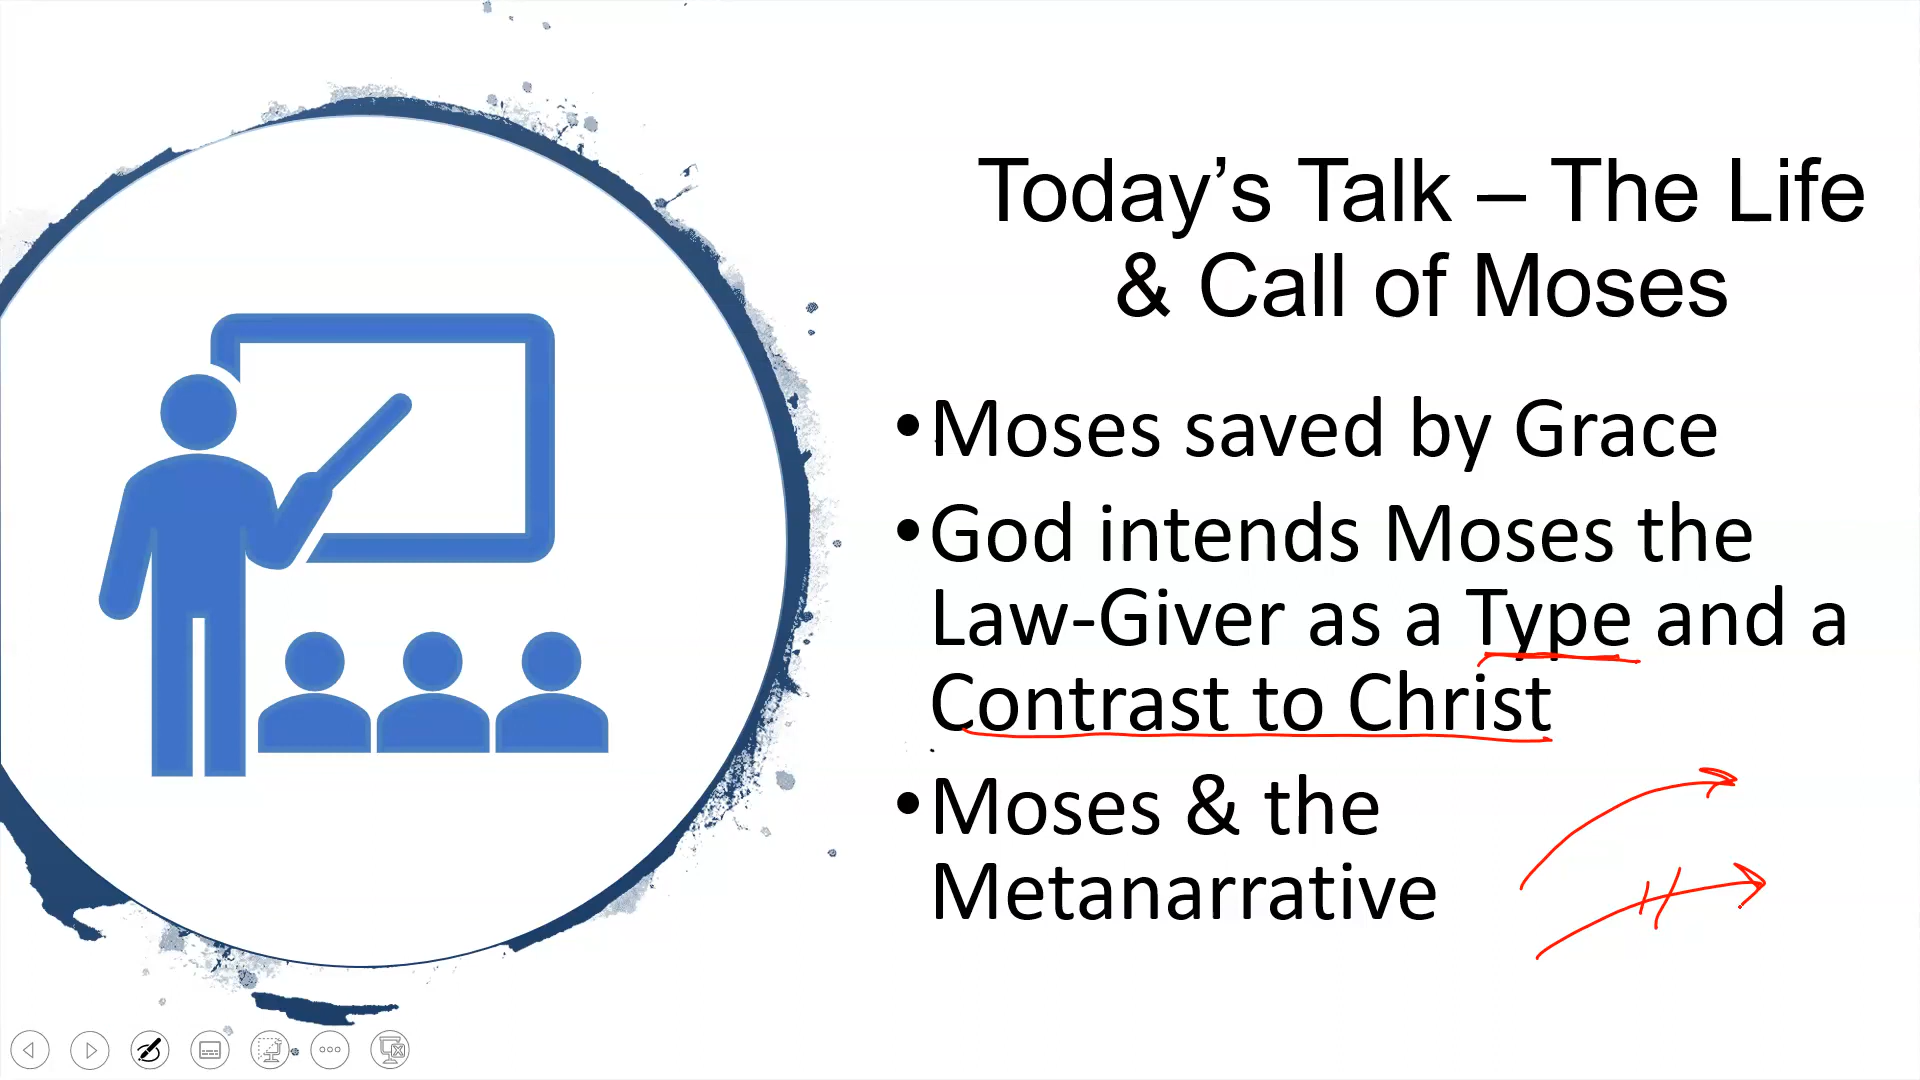 Today’s Talk – The Life
& Call of Moses
•Moses saved by Grace
•God intends Moses the
Law-Giver as a Type and a
Contrast to Christ
•Moses & the
Metanarrative